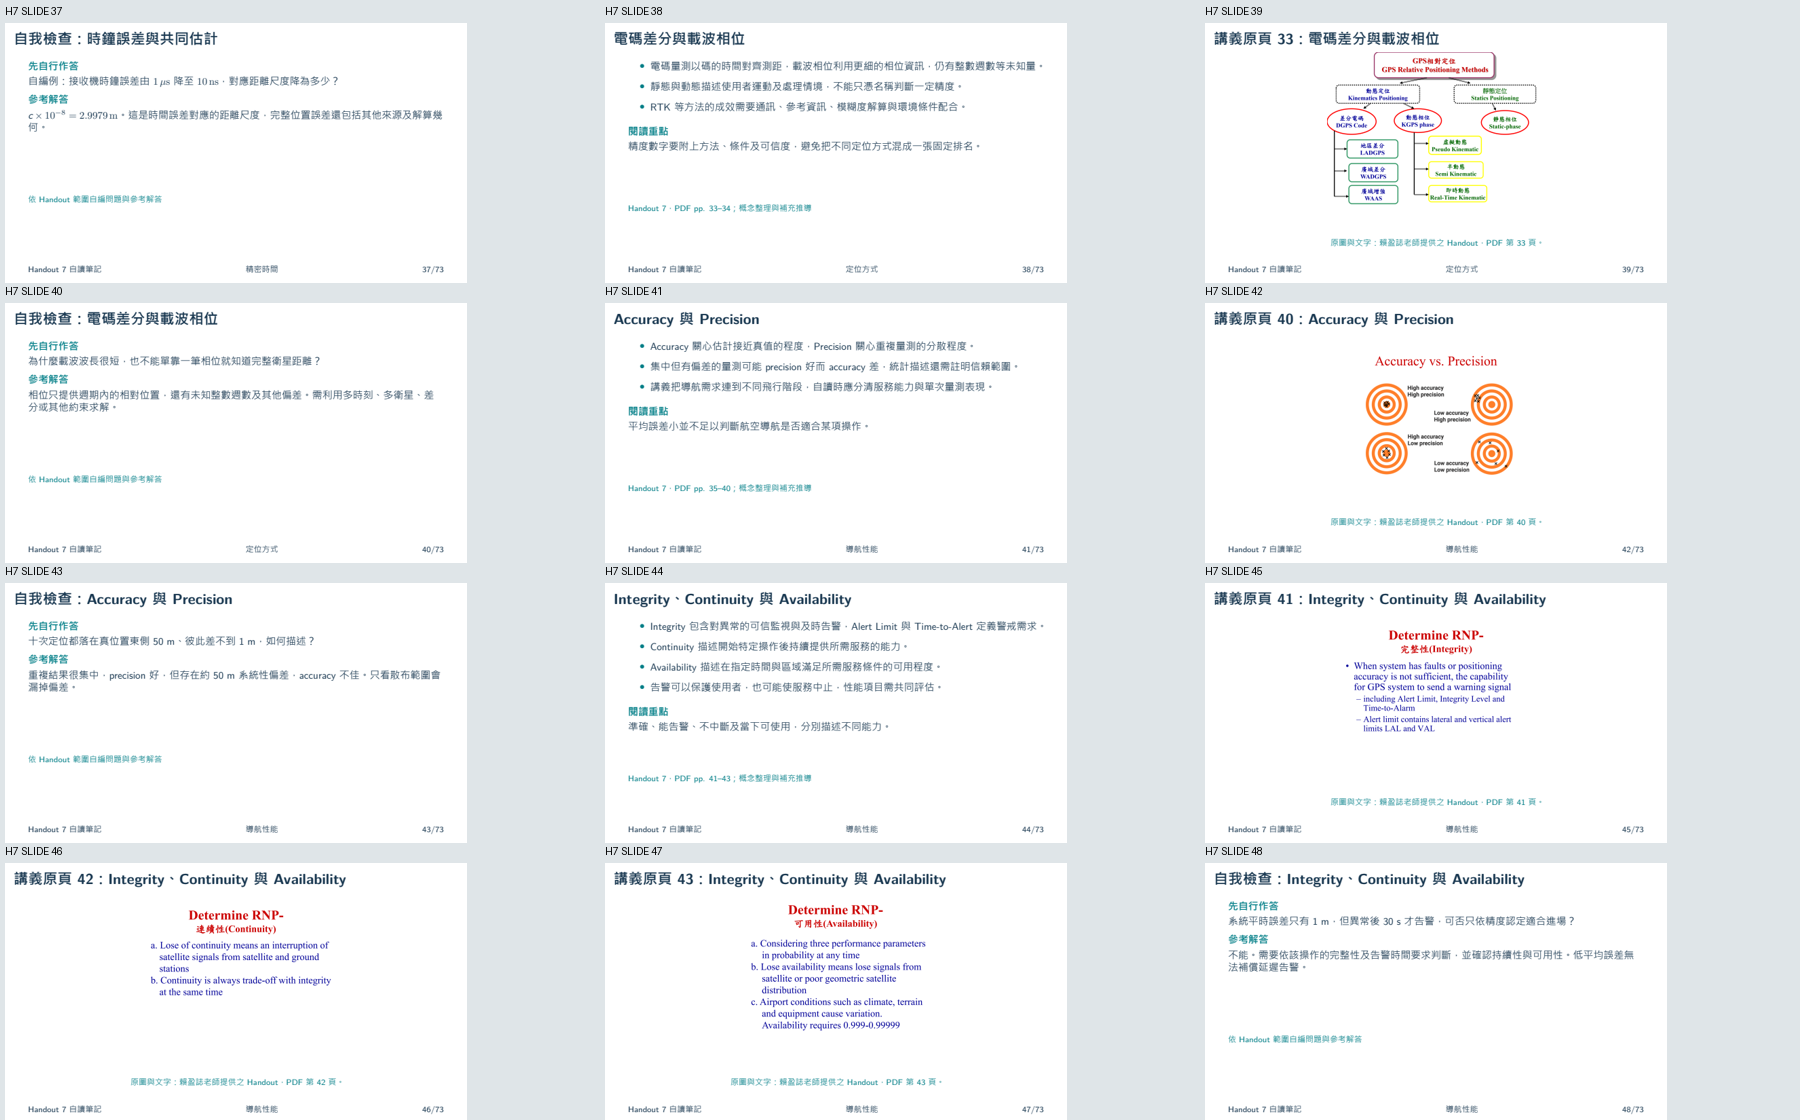 H7 SLIDE 37
自我檢查：時鐘誤差與共同估計
先自行作答
自編例：接收機時鐘誤差由 1 μs 降至 10 ns，對應距離尺度降為多少？
參考解答
c × 10⁻⁸ = 2.9979 m。這是時間誤差對應的距離尺度，完整位置誤差還包括其他來源及解算幾
何。
依 Handout 範圍自編問題與參考解答
Handout 7 自讀筆記 精密時間 37/73
H7 SLIDE 38
電碼差分與載波相位
• 電碼量測以碼的時間對齊測距，載波相位利用更細的相位資訊，仍有整數週數等未知量。
• 靜態與動態描述使用者運動及處理情境，不能只憑名稱判斷一定精度。
• RTK 等方法的成效需要通訊、參考資訊、模糊度解算與環境條件配合。
閱讀重點
精度數字要附上方法、條件及可信度，避免把不同定位方式混成一張固定排名。
Handout 7，PDF pp. 33–34；概念整理與補充推導
Handout 7 自讀筆記 定位方式 38/73
H7 SLIDE 39
講義原頁 33：電碼差分與載波相位
GPS相對定位
GPS Relative Positioning Methods
動態定位
Kinematics Positioning
靜態定位
Statics Positioning
差分電碼
DGPS Code
動態相位
KGPS phase
靜態相位
Static-phase
地區差分
LADGPS
虛擬動態
Pseudo Kinematic
廣域差分
WADGPS
半動態
Semi Kinematic
廣域增強
WAAS
即時動態
Real-Time Kinematic
原圖與文字：賴盈誌老師提供之 Handout，PDF 第 33 頁。
Handout 7 自讀筆記 定位方式 39/73
H7 SLIDE 40
自我檢查：電碼差分與載波相位
先自行作答
為什麼載波波長很短，也不能單靠一筆相位就知道完整衛星距離？
參考解答
相位只提供週期內的相對位置，還有未知整數週數及其他偏差。需利用多時刻、多衛星、差
分或其他約束求解。
依 Handout 範圍自編問題與參考解答
Handout 7 自讀筆記 定位方式 40/73
H7 SLIDE 41
Accuracy 與 Precision
• Accuracy 關心估計接近真值的程度，Precision 關心重複量測的分散程度。
• 集中但有偏差的量測可能 precision 好而 accuracy 差，統計描述還需註明信賴範圍。
• 講義把導航需求連到不同飛行階段，自讀時應分清服務能力與單次量測表現。
閱讀重點
平均誤差小並不足以判斷航空導航是否適合某項操作。
Handout 7，PDF pp. 35–40；概念整理與補充推導
Handout 7 自讀筆記 導航性能 41/73
H7 SLIDE 42
講義原頁 40：Accuracy 與 Precision
Accuracy vs. Precision
High accuracy
High precision
Low accuracy
High precision
High accuracy
Low precision
Low accuracy
Low precision
原圖與文字：賴盈誌老師提供之 Handout，PDF 第 40 頁。
Handout 7 自讀筆記 導航性能 42/73
H7 SLIDE 43
自我檢查：Accuracy 與 Precision
先自行作答
十次定位都落在真位置東側 50 m、彼此差不到 1 m，如何描述？
參考解答
重複結果很集中，precision 好，但存在約 50 m 系統性偏差，accuracy 不佳。只看散布範圍會
漏掉偏差。
依 Handout 範圍自編問題與參考解答
Handout 7 自讀筆記 導航性能 43/73
H7 SLIDE 44
Integrity、Continuity 與 Availability
• Integrity 包含對異常的可信監視與及時告警，Alert Limit 與 Time-to-Alert 定義警戒需求。
• Continuity 描述開始特定操作後持續提供所需服務的能力。
• Availability 描述在指定時間與區域滿足所需服務條件的可用程度。
• 告警可以保護使用者，也可能使服務中止，性能項目需共同評估。
閱讀重點
準確、能告警、不中斷及當下可使用，分別描述不同能力。
Handout 7，PDF pp. 41–43；概念整理與補充推導
Handout 7 自讀筆記 導航性能 44/73
H7 SLIDE 45
講義原頁 41：Integrity、Continuity 與 Availability
Determine RNP-
完整性(Integrity)
• When system has faults or positioning
accuracy is not sufficient, the capability
for GPS system to send a warning signal
– including Alert Limit, Integrity Level and
Time-to-Alarm
– Alert limit contains lateral and vertical alert
limits LAL and VAL
原圖與文字：賴盈誌老師提供之 Handout，PDF 第 41 頁。
Handout 7 自讀筆記 導航性能 45/73
H7 SLIDE 46
講義原頁 42：Integrity、Continuity 與 Availability
Determine RNP-
連續性(Continuity)
a. Lose of continuity means an interruption of
satellite signals from satellite and ground
stations
b. Continuity is always trade-off with integrity
at the same time
原圖與文字：賴盈誌老師提供之 Handout，PDF 第 42 頁。
Handout 7 自讀筆記 導航性能 46/73
H7 SLIDE 47
講義原頁 43：Integrity、Continuity 與 Availability
Determine RNP-
可用性(Availability)
a. Considering three performance parameters
in probability at any time
b. Lose availability means lose signals from
satellite or poor geometric satellite
distribution
c. Airport conditions such as climate, terrain
and equipment cause variation.
Availability requires 0.999-0.99999
原圖與文字：賴盈誌老師提供之 Handout，PDF 第 43 頁。
Handout 7 自讀筆記 導航性能 47/73
H7 SLIDE 48
自我檢查：Integrity、Continuity 與 Availability
先自行作答
系統平時誤差只有 1 m，但異常後 30 s 才告警，可否只依精度認定適合進場？
參考解答
不能。需要依該操作的完整性及告警時間要求判斷，並確認持續性與可用性。低平均誤差無
法補償延遲告警。
依 Handout 範圍自編問題與參考解答
Handout 7 自讀筆記 導航性能 48/73